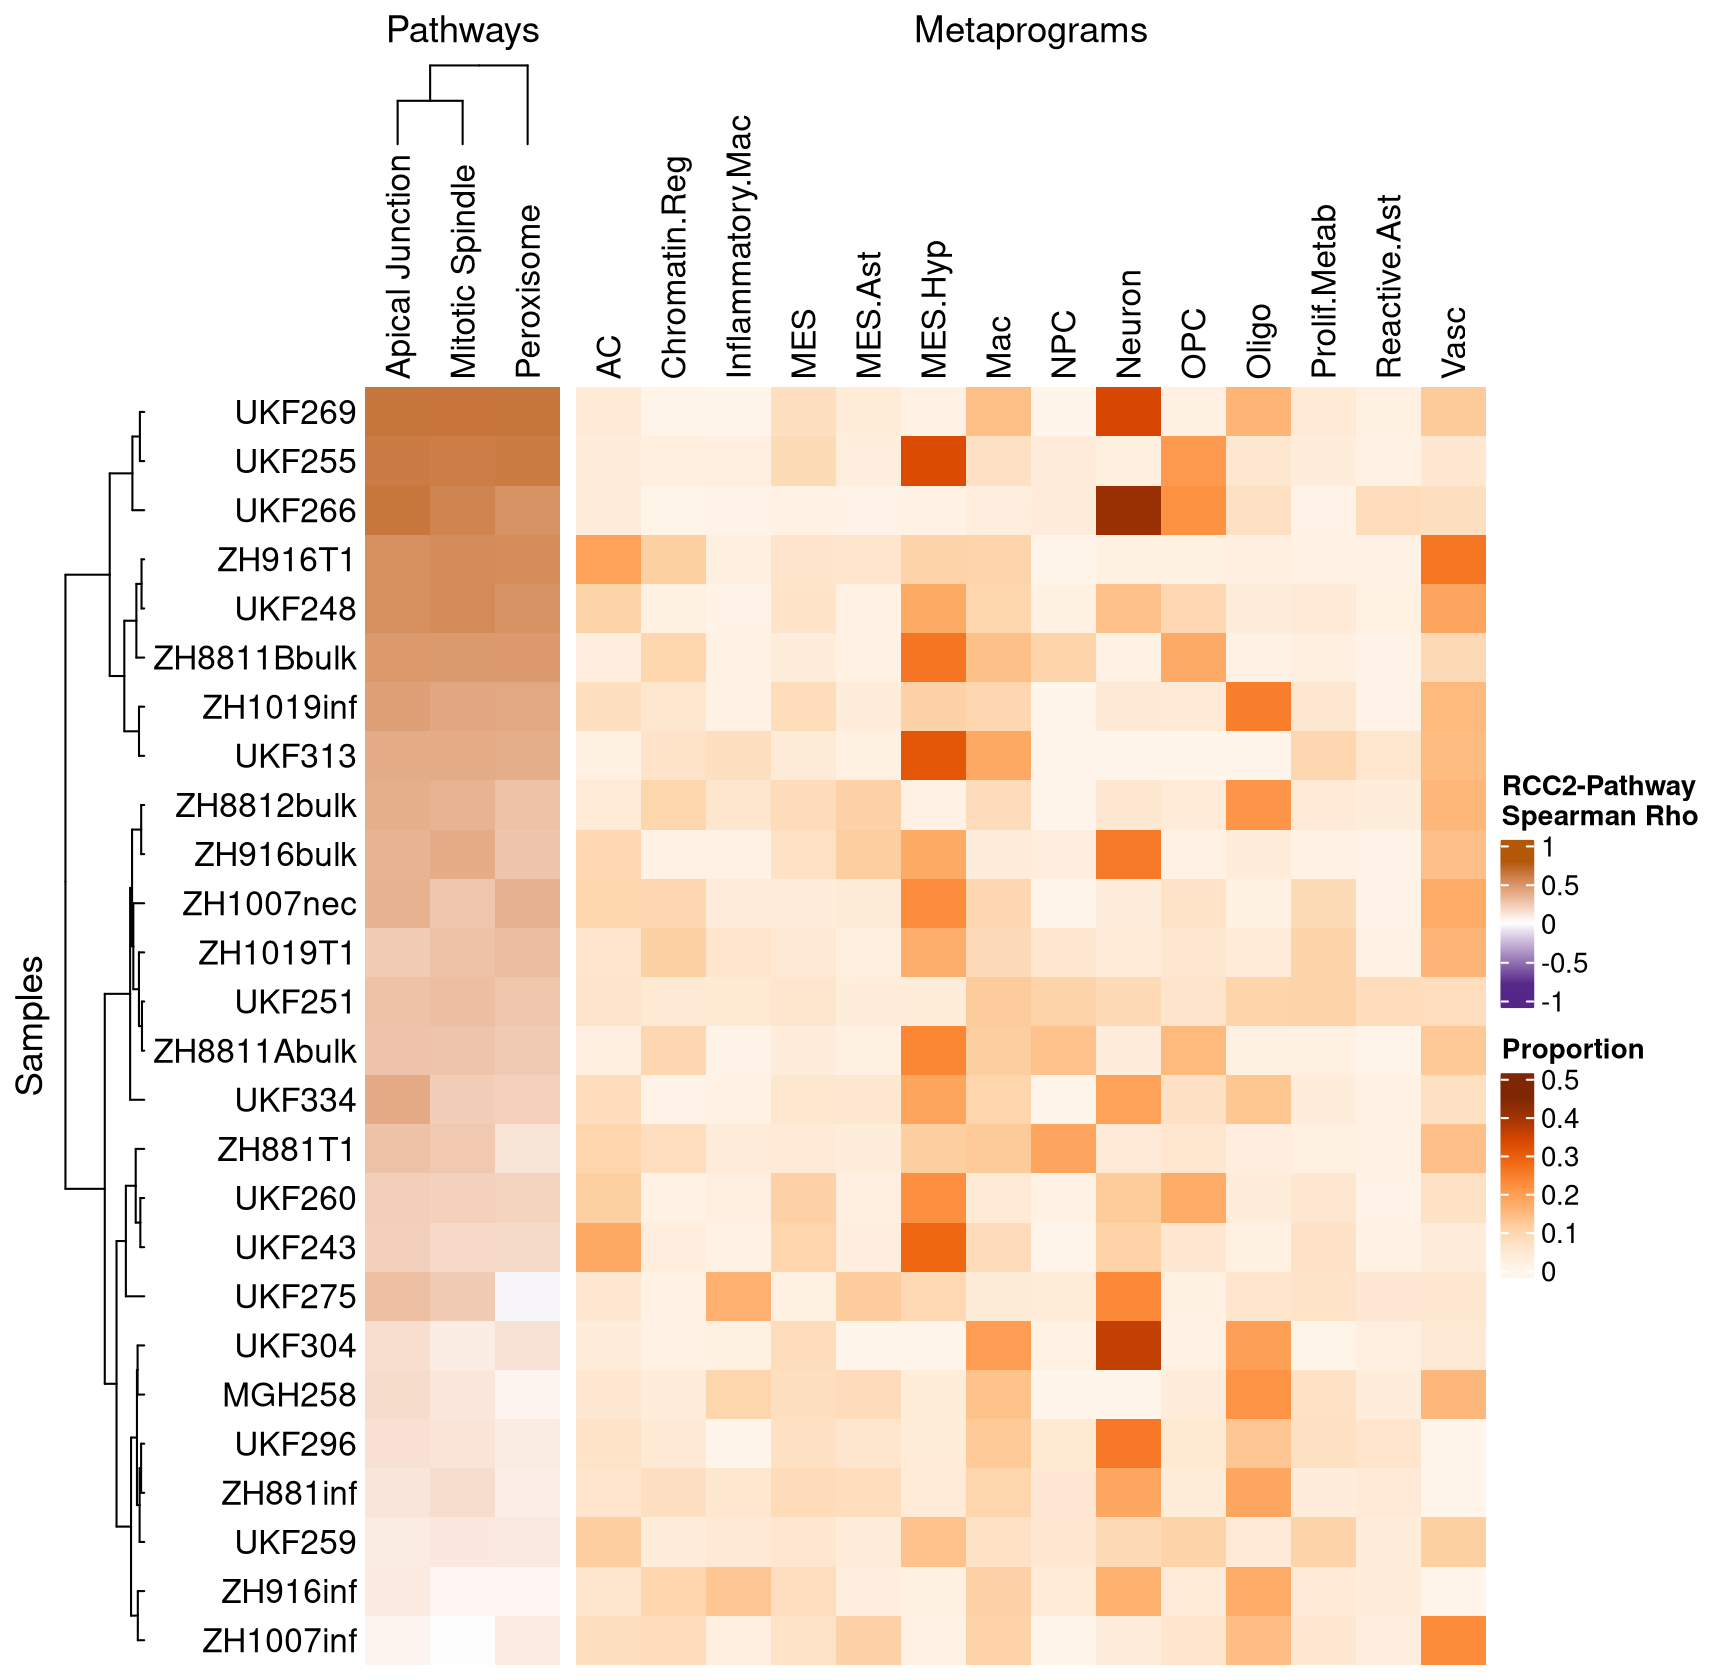 Pathways
Metaprograms
Apical Junction
Mitotic Spindle
Peroxisome
AC
Chromatin.Reg
Inflammatory.Mac
MES
MES.Ast
MES.Hyp
Mac
NPC
Neuron
OPC
Oligo
Prolif.Metab
Reactive.Ast
Vasc
Samples
UKF269
UKF255
UKF266
ZH916T1
UKF248
ZH8811Bbulk
ZH1019inf
UKF313
ZH8812bulk
ZH916bulk
ZH1007nec
ZH1019T1
UKF251
ZH8811Abulk
UKF334
ZH881T1
UKF260
UKF243
UKF275
UKF304
MGH258
UKF296
ZH881inf
UKF259
ZH916inf
ZH1007inf
RCC2-Pathway
Spearman Rho
1
0.5
0
-0.5
-1
Proportion
0.5
0.4
0.3
0.2
0.1
0